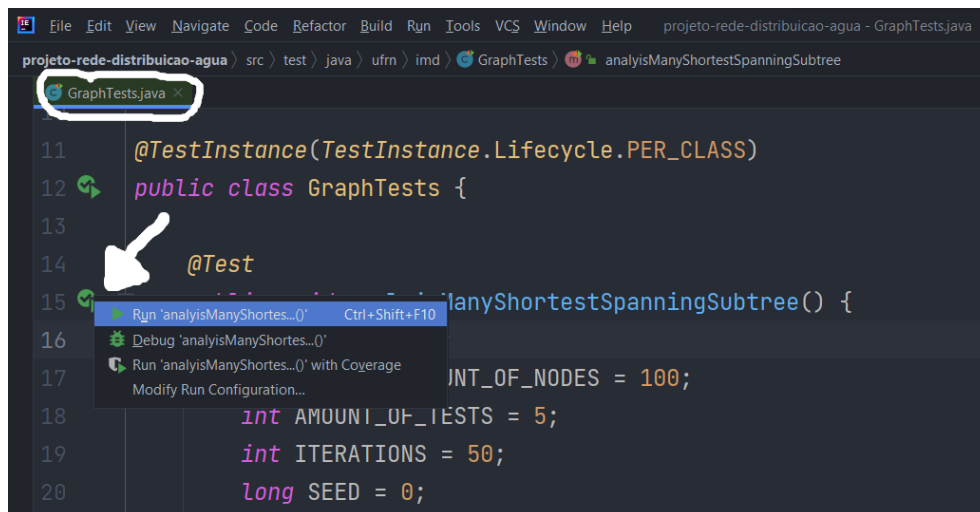 File Edit View Navigate Code Refactor Build Run Tools VCS Window Help projeto-rede-distribuicao-agua - GraphTests.java
projeto-rede-distribuicao-agua 〉 src 〉 test 〉 java 〉 ufrn 〉 imd 〉 GraphTests 〉 m analyisManyShortestSpanningSubtree
GraphTests.java ×
11 @TestInstance(TestInstance.Lifecycle.PER_CLASS)
12 public class GraphTests {
13
14 @Test
15 ManyShortestSpanningSubtree() {
Run 'analyisManyShortes...()' Ctrl+Shift+F10
16 Debug 'analyisManyShortes...()'
Run 'analyisManyShortes...()' with Coverage
17 UNT_OF_NODES = 100;
Modify Run Configuration...
18 int AMOUNT_OF_TESTS = 5;
19 int ITERATIONS = 50;
20 long SEED = 0;